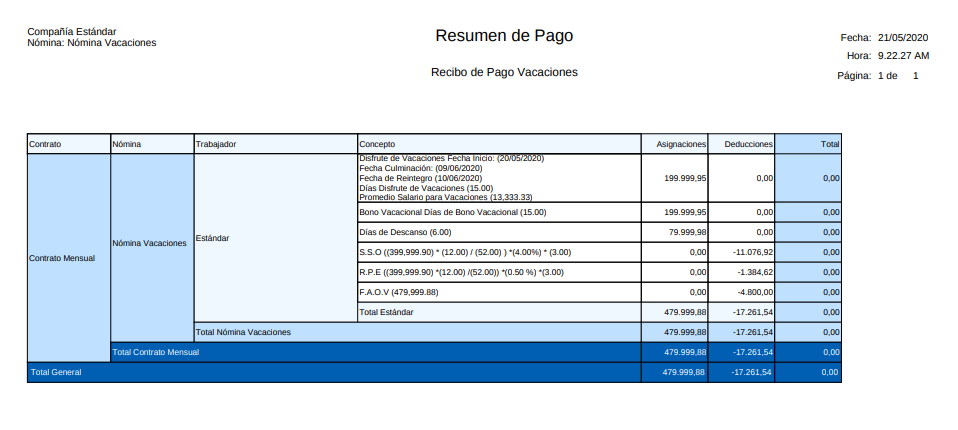 Compañía Estándar
Nómina: Nómina Vacaciones
Resumen de Pago
Recibo de Pago Vacaciones
Fecha: 21/05/2020
Hora: 9.22.27 AM
Página: 1 de 1
Contrato Nómina Trabajador Concepto Asignaciones Deducciones Total
Contrato Mensual
Nómina Vacaciones
Estándar
Disfrute de Vacaciones Fecha Inicio: (20/05/2020)
Fecha Culminación: (09/06/2020)
Fecha de Reintegro (10/06/2020)
Días Disfrute de Vacaciones (15.00)
Promedio Salario para Vacaciones (13,333.33)
199.999,95 0,00 0,00
Bono Vacacional Días de Bono Vacacional (15.00) 199.999,95 0,00 0,00
Días de Descanso (6.00) 79.999,98 0,00 0,00
S.S.O ((399,999.90) * (12.00) / (52.00) ) *(4.00%) * (3.00) 0,00 -11.076,92 0,00
R.P.E ((399,999.90) *(12.00) /(52.00)) *(0.50 %) *(3.00) 0,00 -1.384,62 0,00
F.A.O.V (479,999.88) 0,00 -4.800,00 0,00
Total Estándar 479.999,88 -17.261,54 0,00
Total Nómina Vacaciones 479.999,88 -17.261,54 0,00
Total Contrato Mensual 479.999,88 -17.261,54 0,00
Total General 479.999,88 -17.261,54 0,00